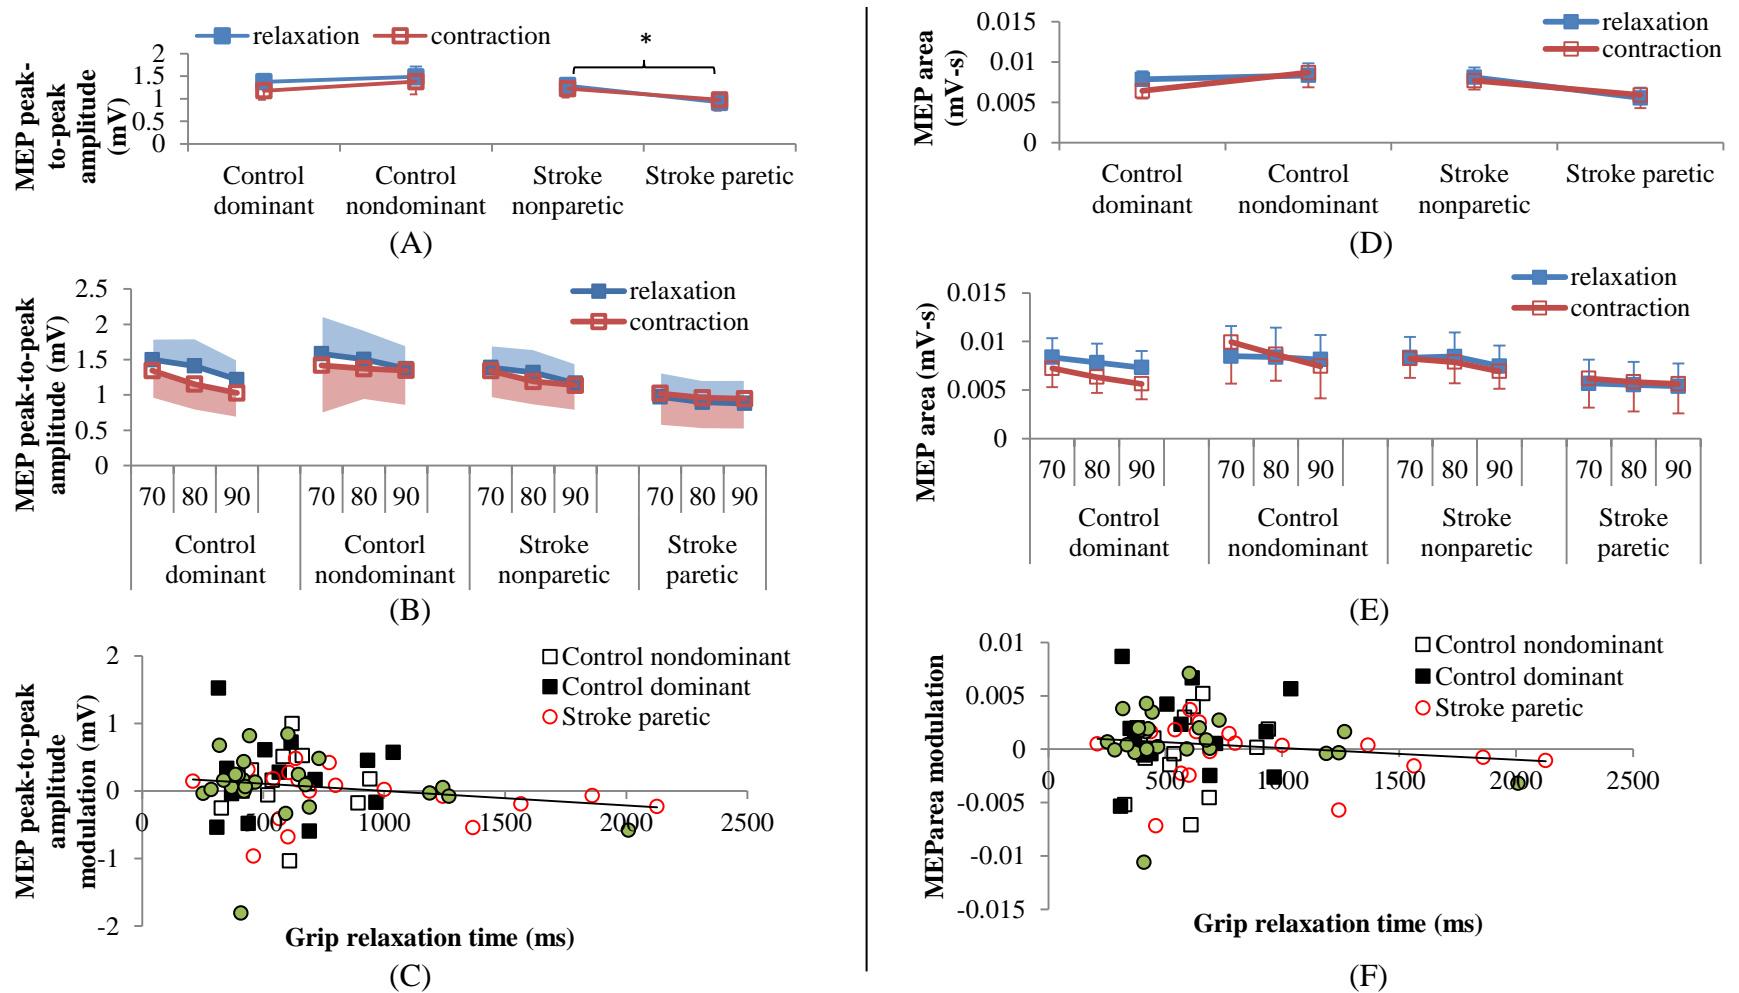 relaxation contraction
*
MEP peak-
to-peak
amplitude
(mV)
2
1.5
1
0.5
0
Control
dominant
Control
nondominant
Stroke
nonparetic
Stroke paretic
(A)
MEP peak-to-peak
amplitude (mV)
2.5
2
1.5
1
0.5
0
relaxation
contraction
70 80 90
70 80 90
70 80 90
70 80 90
Control
dominant
Contorl
nondominant
Stroke
nonparetic
Stroke
paretic
(B)
MEP peak-to-peak
amplitude
modulation (mV)
2
1
0
-1
-2
Control nondominant
Control dominant
Stroke paretic
0 500 1000 1500 2000 2500
Grip relaxation time (ms)
(C)
MEP area
(mV-s)
0.015
0.01
0.005
0
relaxation
contraction
Control
dominant
Control
nondominant
Stroke
nonparetic
Stroke paretic
(D)
MEP area (mV-s)
0.015
0.01
0.005
0
relaxation
contraction
70 80 90
70 80 90
70 80 90
70 80 90
Control
dominant
Control
nondominant
Stroke
nonparetic
Stroke
paretic
(E)
MEParea modulation
0.01
0.005
0
-0.005
-0.01
-0.015
Control nondominant
Control dominant
Stroke paretic
0 500 1000 1500 2000 2500
Grip relaxation time (ms)
(F)